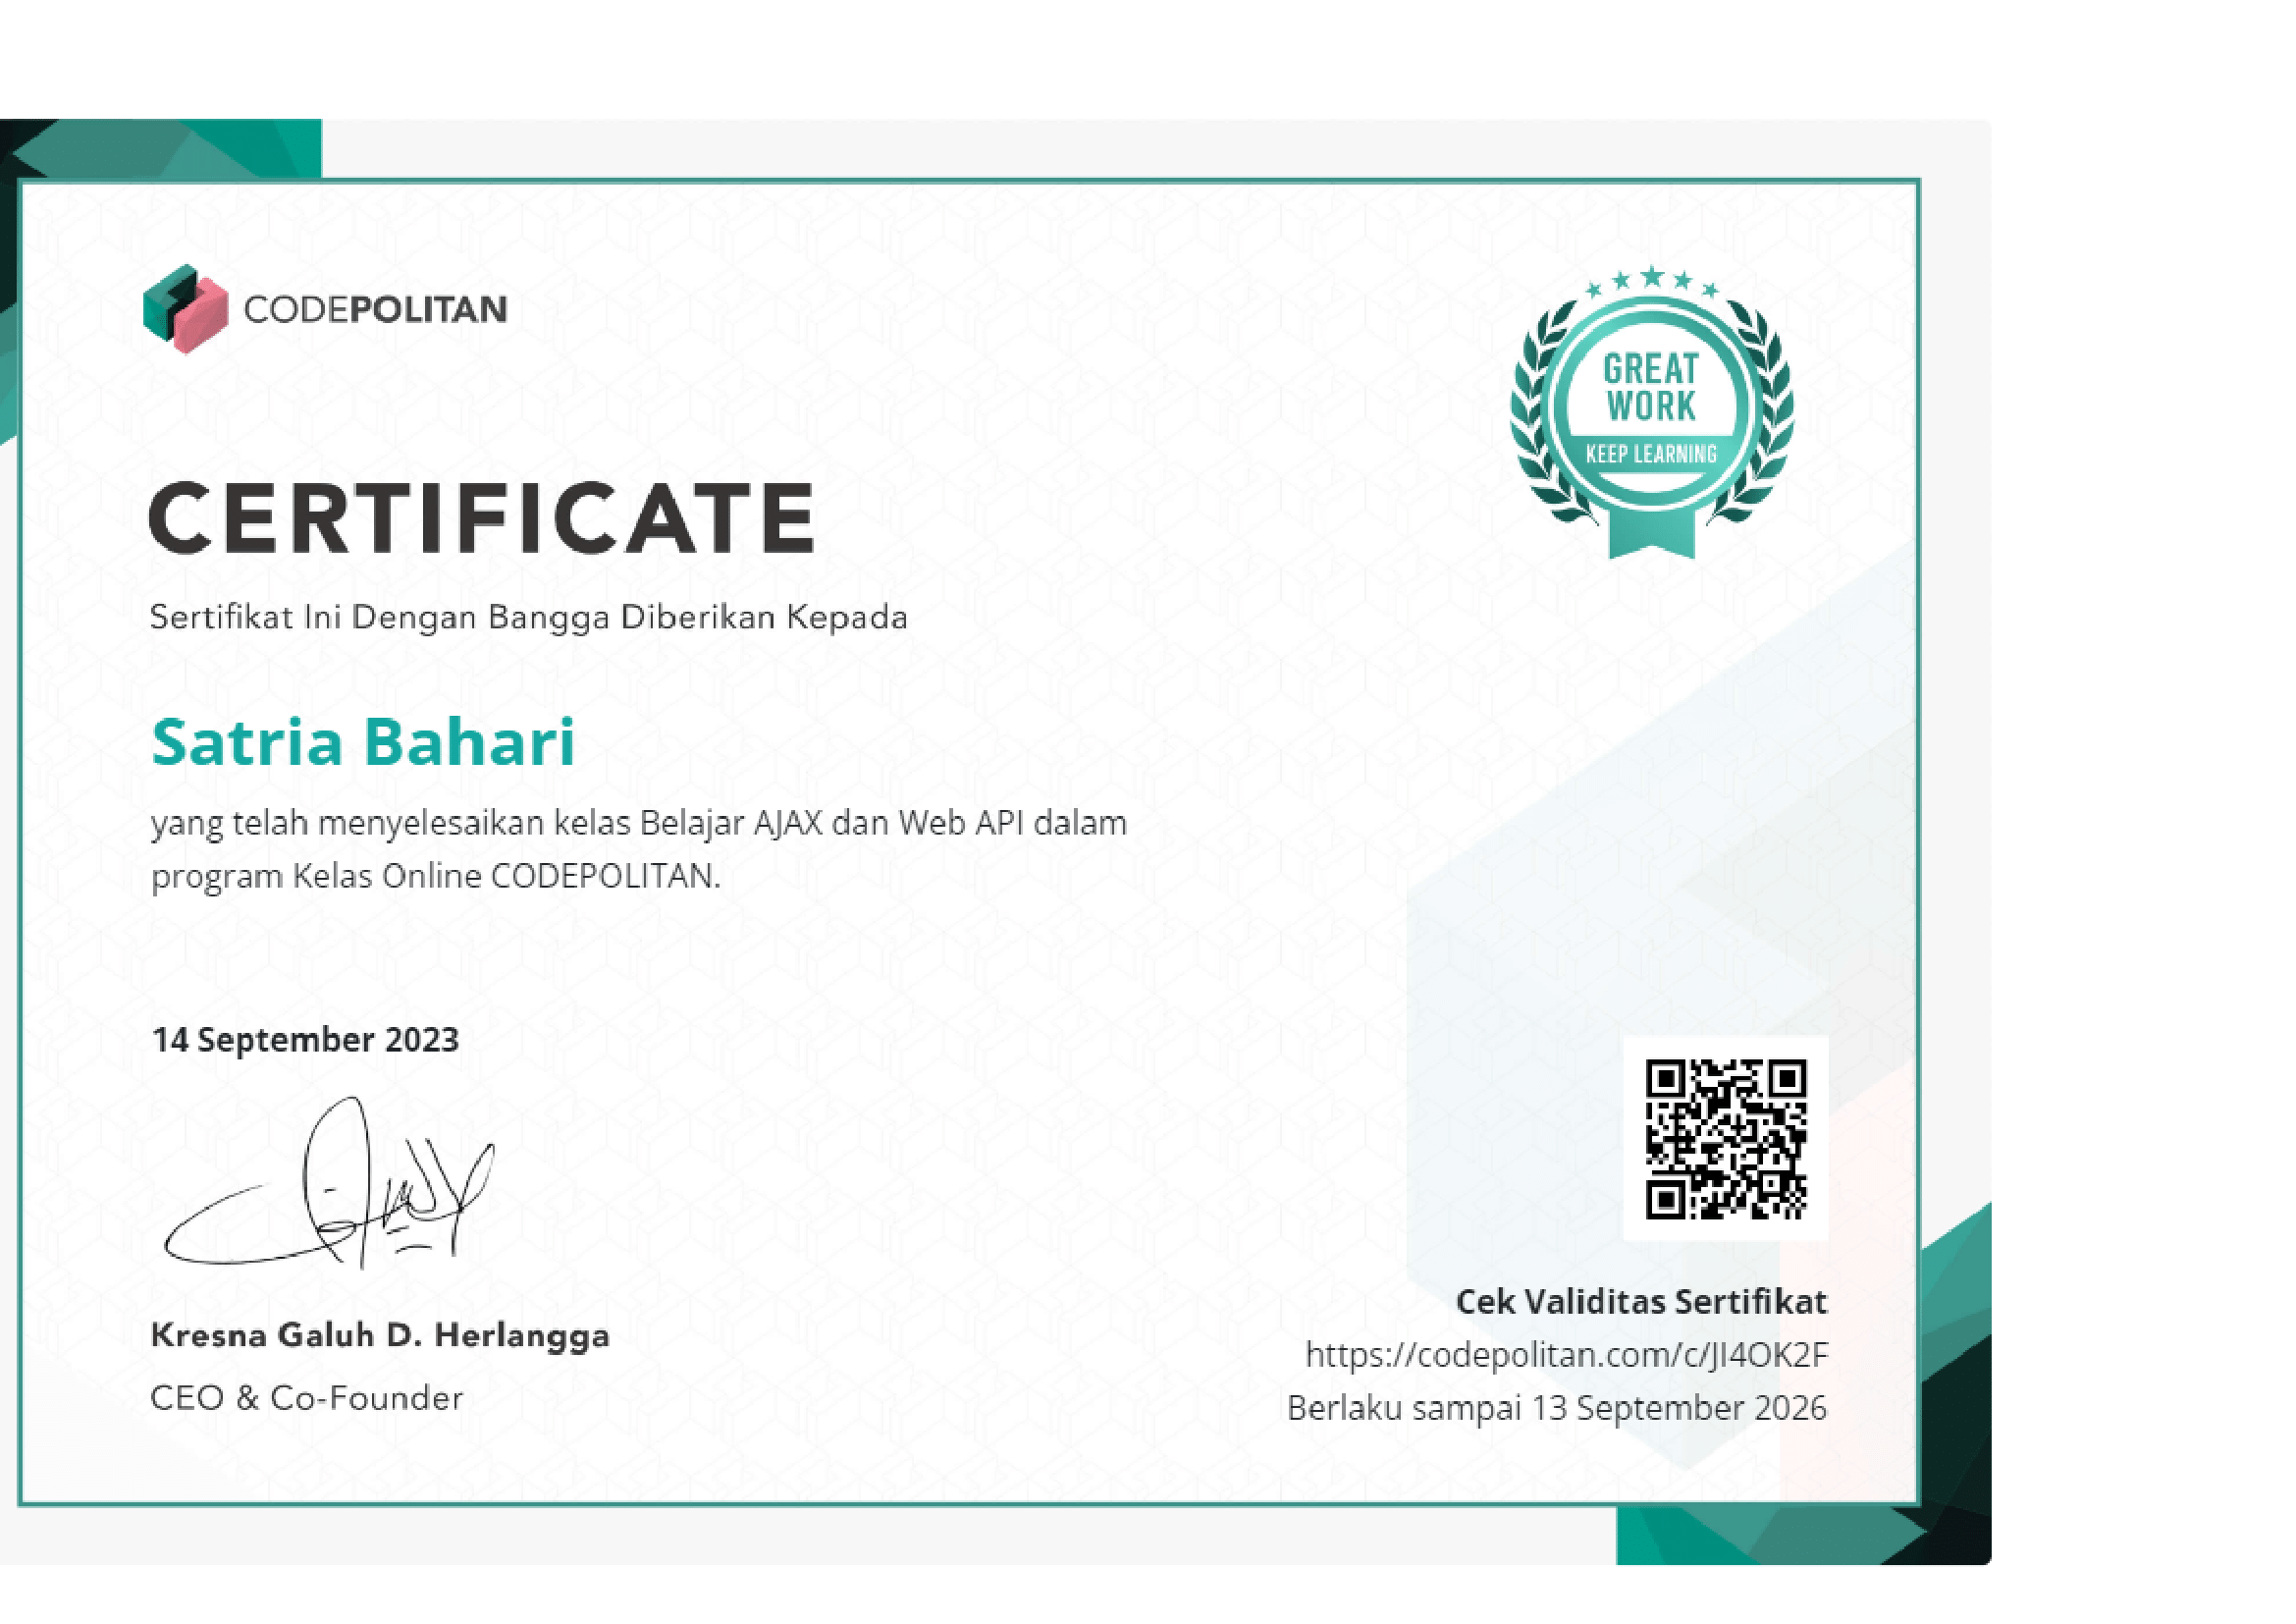 CODEPOLITAN
GREAT
WORK
KEEP LEARNING
CERTIFICATE
Sertifikat Ini Dengan Bangga Diberikan Kepada
Satria Bahari
yang telah menyelesaikan kelas Belajar AJAX dan Web API dalam
program Kelas Online CODEPOLITAN.
14 September 2023
Kresna Galuh D. Herlangga
CEO & Co-Founder
Cek Validitas Sertifikat
https://codepolitan.com/c/JI4OK2F
Berlaku sampai 13 September 2026